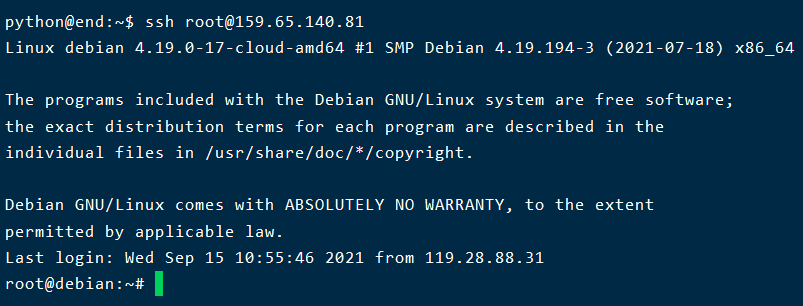 python@end:~$ ssh root@159.65.140.81
Linux debian 4.19.0-17-cloud-amd64 #1 SMP Debian 4.19.194-3 (2021-07-18) x86_64
The programs included with the Debian GNU/Linux system are free software;
the exact distribution terms for each program are described in the
individual files in /usr/share/doc/*/copyright.
Debian GNU/Linux comes with ABSOLUTELY NO WARRANTY, to the extent
permitted by applicable law.
Last login: Wed Sep 15 10:55:46 2021 from 119.28.88.31
root@debian:~#